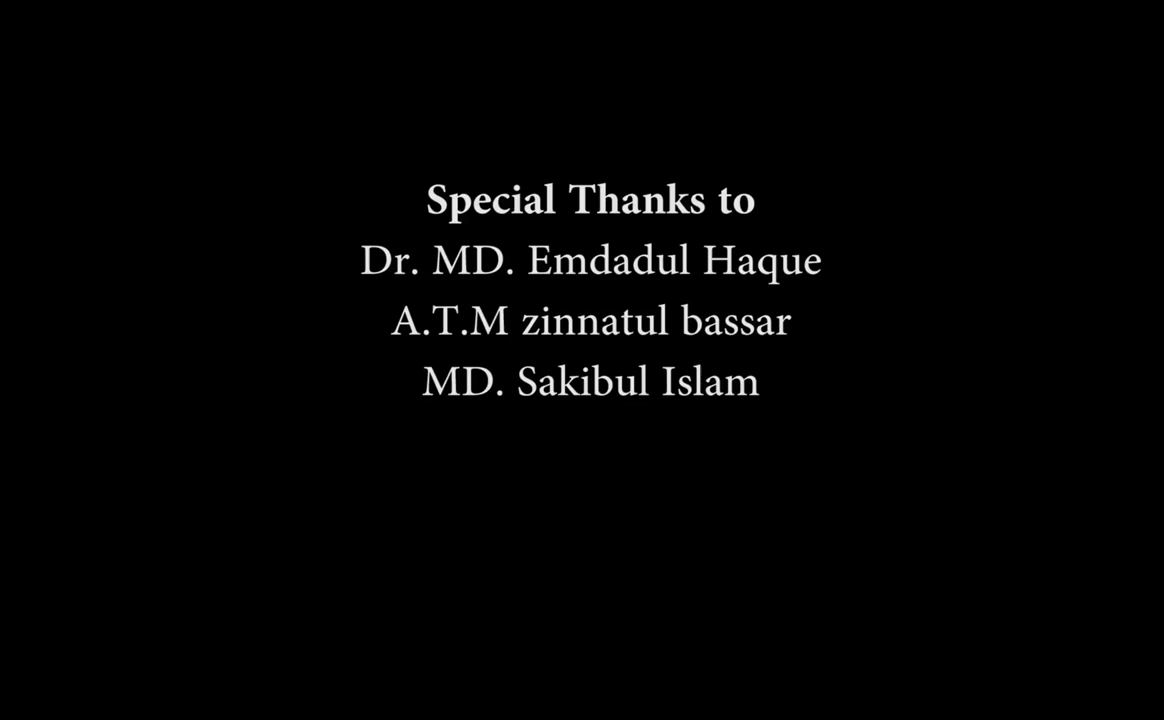 Special Thanks to
Dr. MD. Emdadul Haque
A.T.M zinnatul bassar
MD. Sakibul Islam